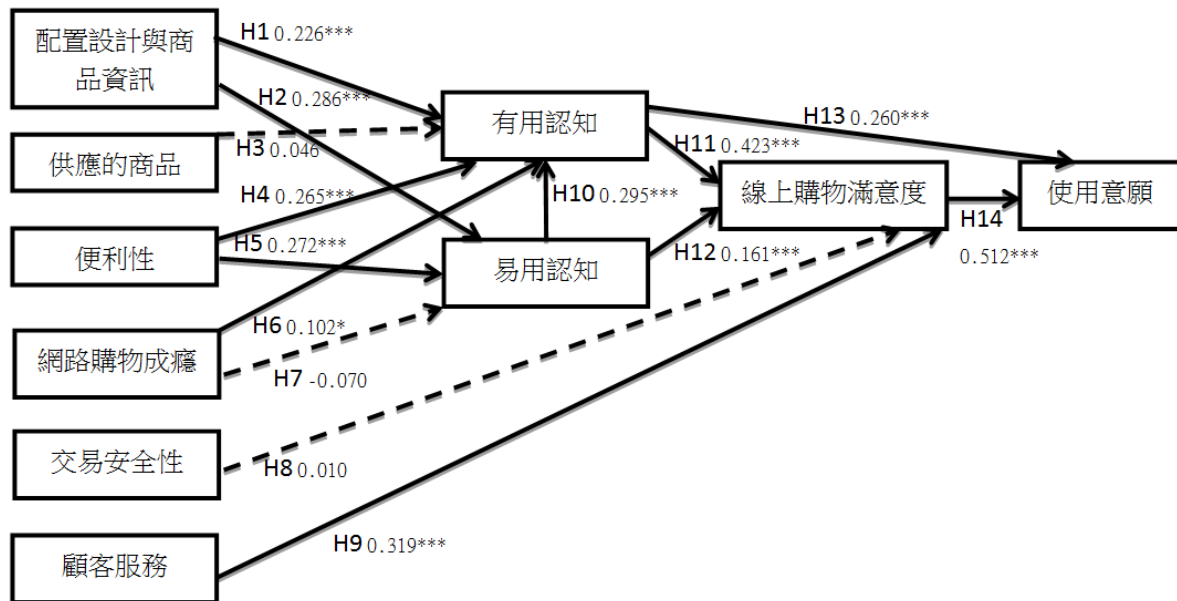 配置設計與商
品資訊
H1 0.226***
H2 0.286***
供應的商品
H3 0.046
H4 0.265***
便利性
H5 0.272***
網路購物成癮
H6 0.102*
H7 -0.070
交易安全性
H8 0.010
顧客服務
H9 0.319***
有用認知
H10 0.295***
易用認知
H13 0.260***
H11 0.423***
線上購物滿意度
H12 0.161***
H14
0.512***
使用意願